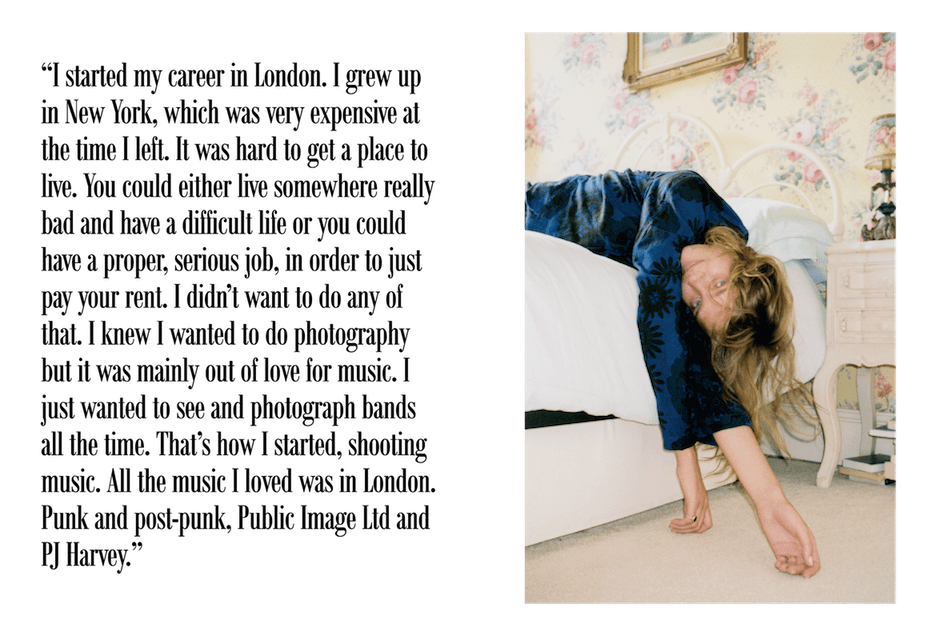 “I started my career in London. I grew up
in New York, which was very expensive at
the time I left. It was hard to get a place to
live. You could either live somewhere really
bad and have a difficult life or you could
have a proper, serious job, in order to just
pay your rent. I didn’t want to do any of
that. I knew I wanted to do photography
but it was mainly out of love for music. I
just wanted to see and photograph bands
all the time. That’s how I started, shooting
music. All the music I loved was in London.
Punk and post-punk, Public Image Ltd and
PJ Harvey.”